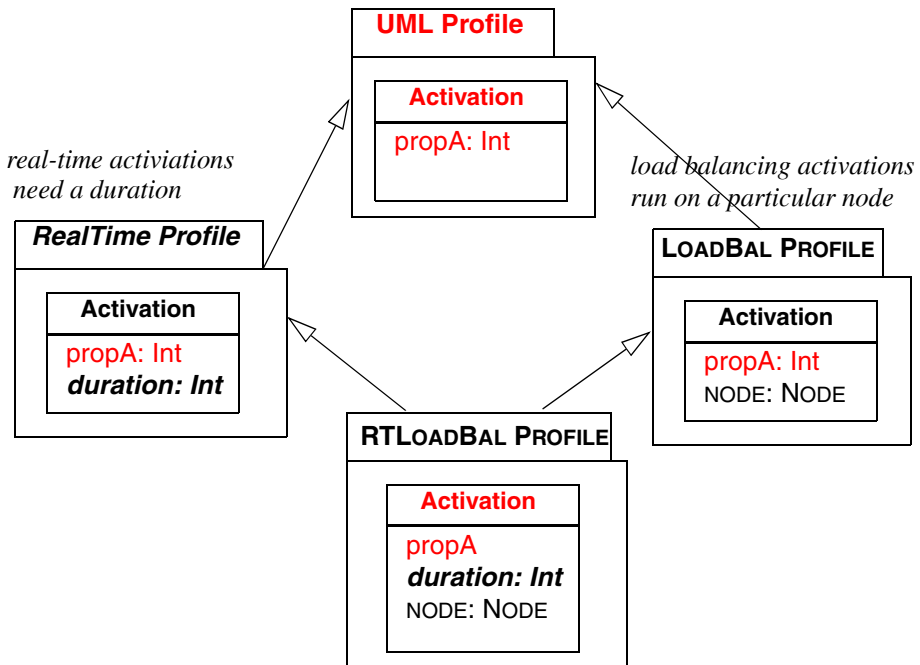 UML Profile
Activation
propA: Int
real-time activiations
need a duration
load balancing activations
run on a particular node
RealTime Profile
Activation
propA: Int
duration: Int
LOADBAL PROFILE
Activation
propA: Int
NODE: NODE
RTLOADBAL PROFILE
Activation
propA
duration: Int
NODE: NODE